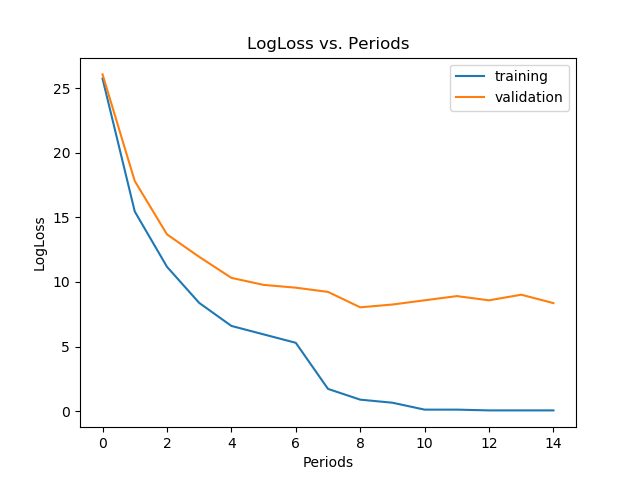 LogLoss vs. Periods
training
validation
25
20
15
10
5
0
LogLoss
0 2 4 6 8 10 12 14
Periods